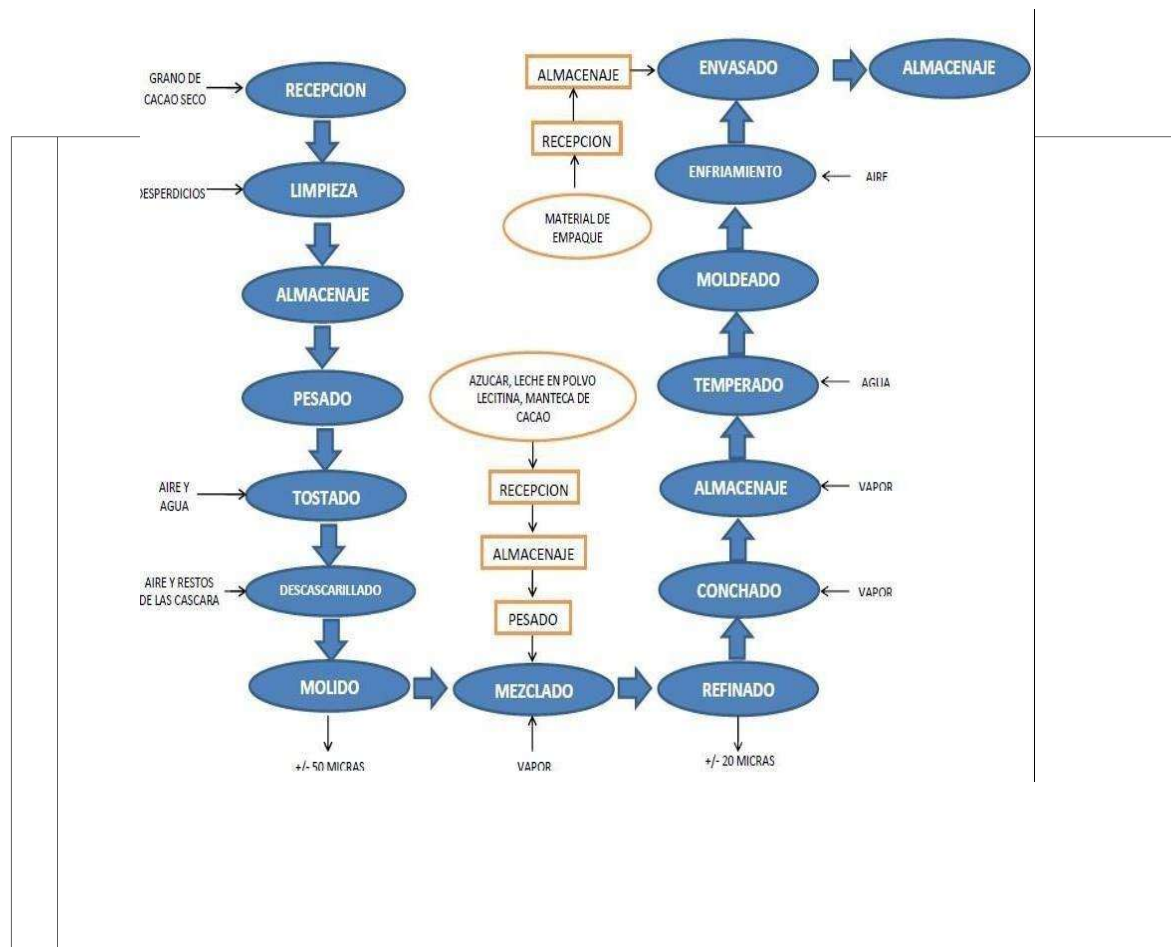 GRANO DE
CACAO SECO
RECEPCION
DESPERDICIOS
LIMPIEZA
ALMACENAJE
PESADO
AIRE Y
AGUA
TOSTADO
AIRE Y RESTOS
DE LAS CASCARA
DESCASCARILLADO
MOLIDO
+/- 50 MICRAS
AZUCAR, LECHE EN POLVO
LECITINA, MANTECA DE
CACAO
RECEPCION
ALMACENAJE
PESADO
MEZCLADO
VAPOR
REFINADO
+/- 20 MICRAS
CONCHADO
VAPOR
ALMACENAJE
VAPOR
TEMPERADO
AGUA
MOLDEADO
ENFRIAMIENTO
AIRE
MATERIAL DE
EMPAQUE
RECEPCION
ALMACENAJE
ENVASADO
ALMACENAJE